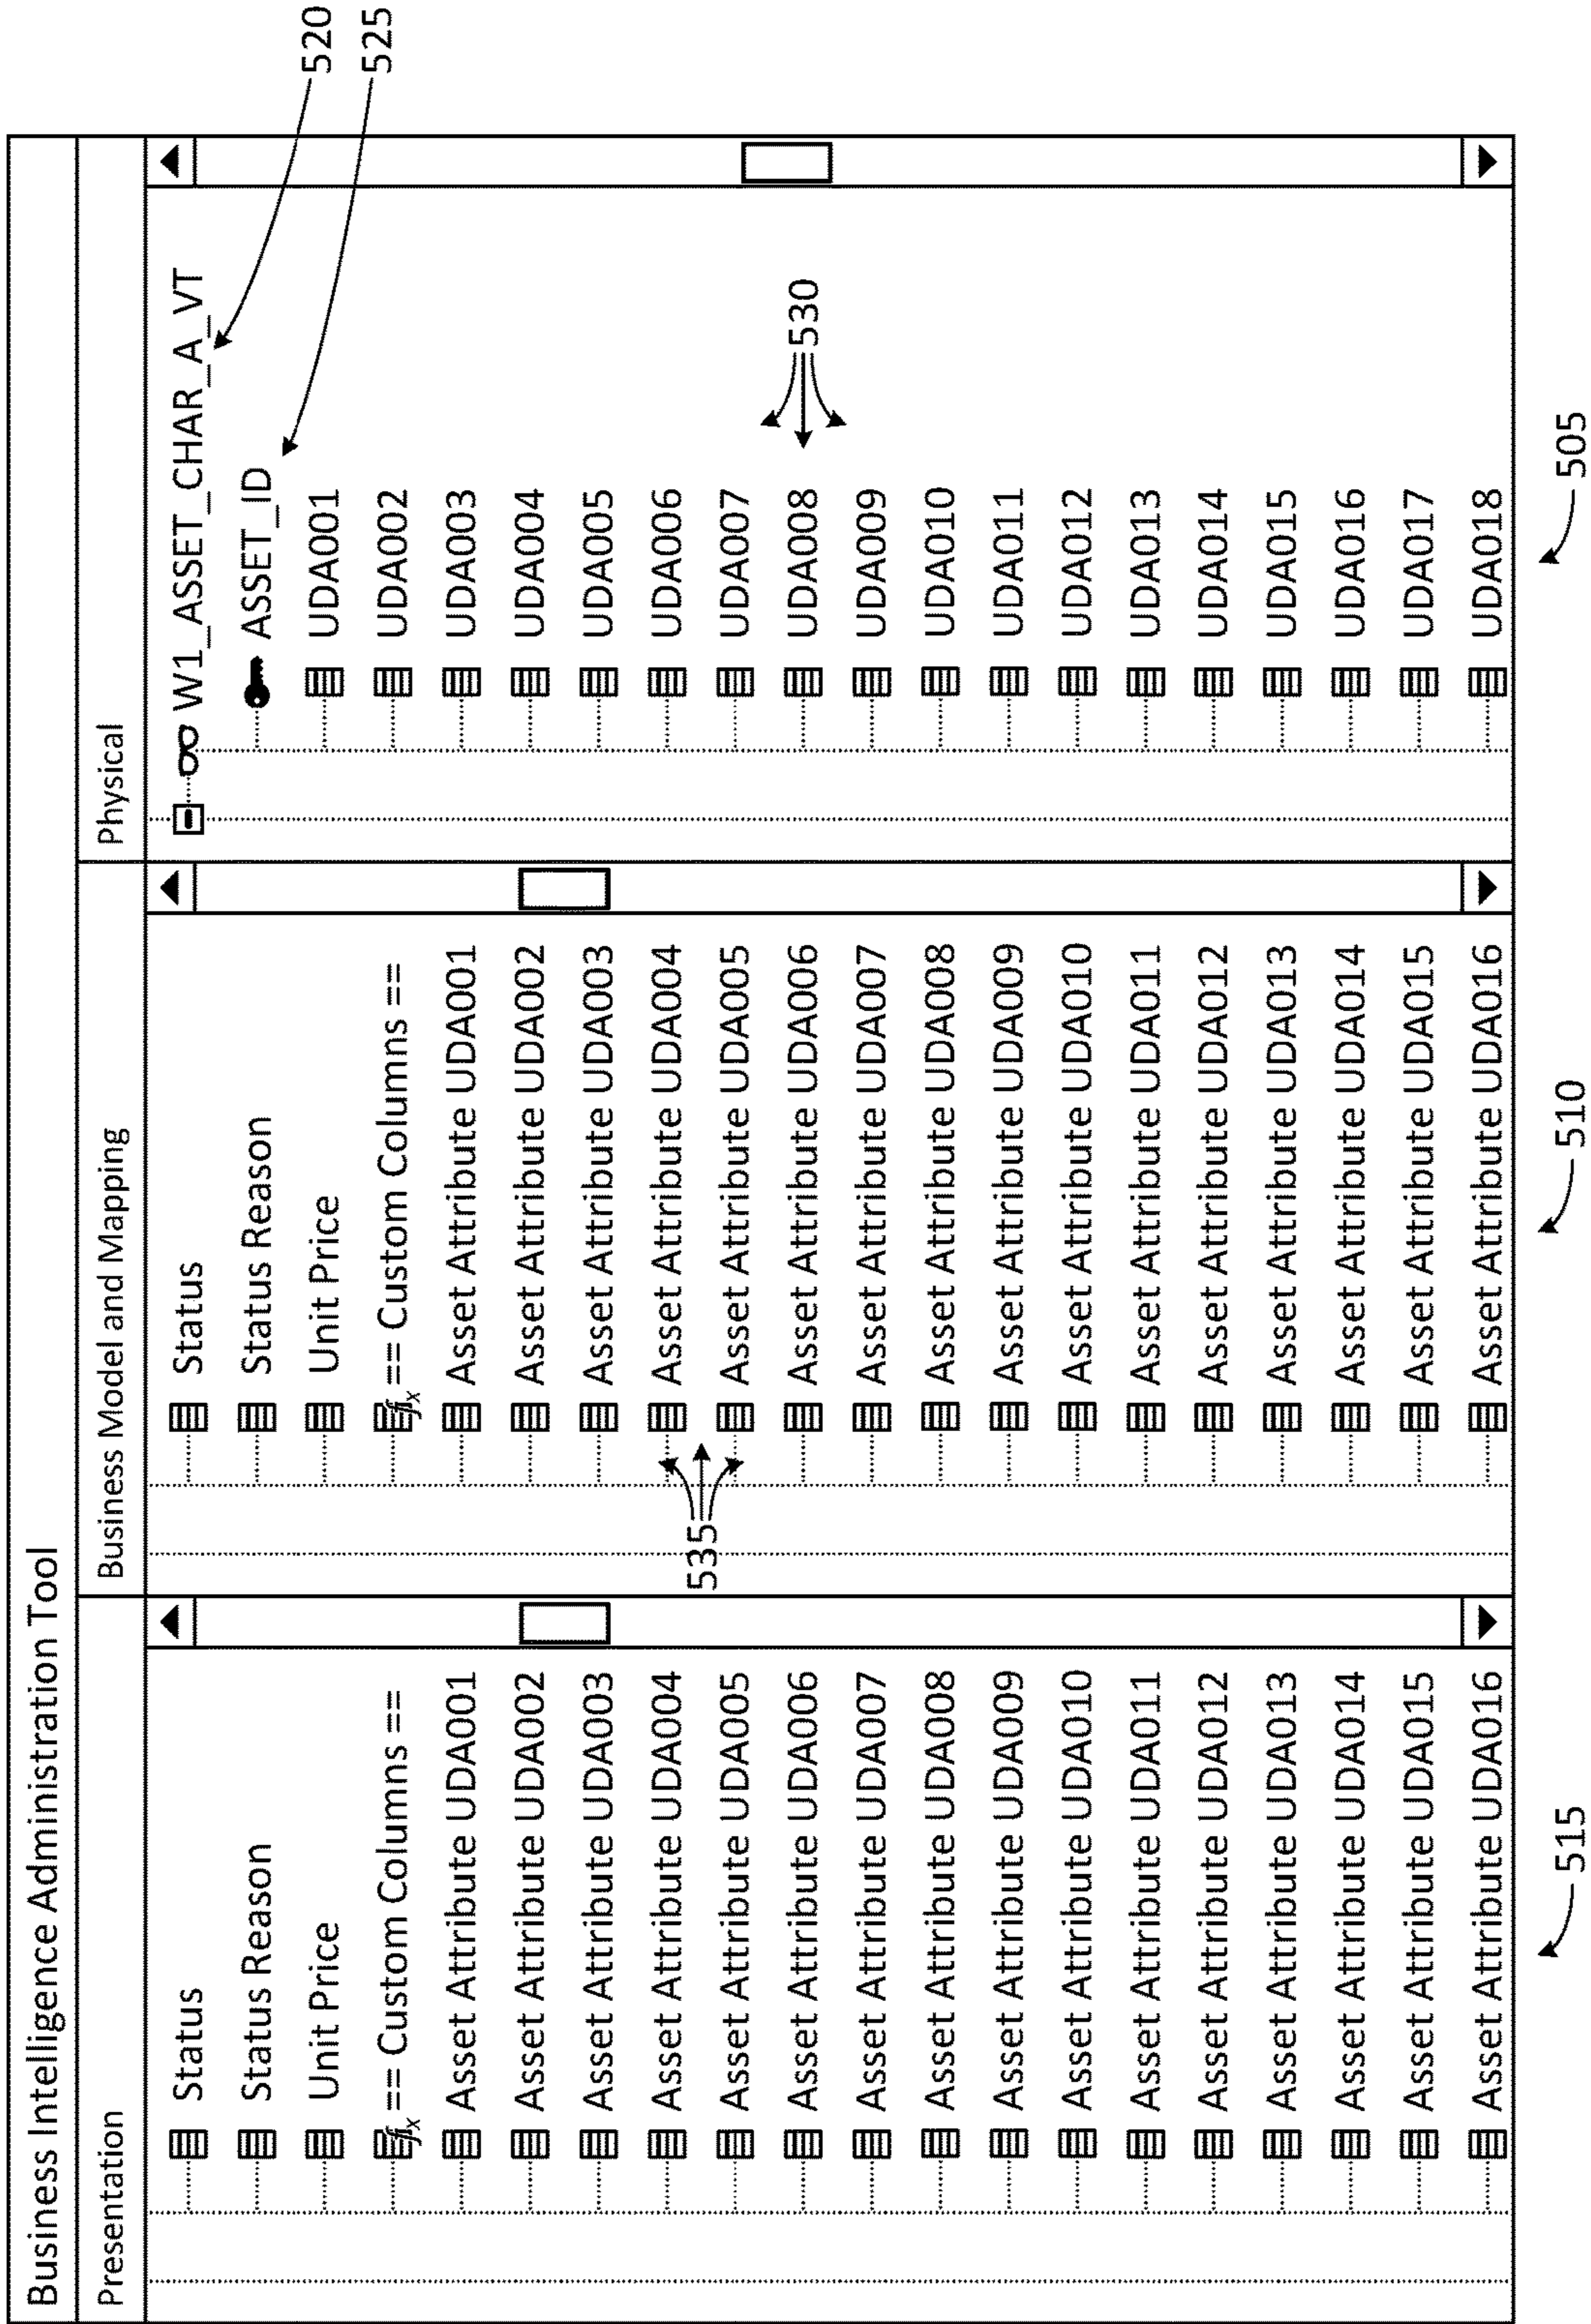 Business Intelligence Administration Tool
Presentation
Status
Status Reason
Unit Price
fx == Custom Columns ==
Asset Attribute UDA001
Asset Attribute UDA002
Asset Attribute UDA003
Asset Attribute UDA004
Asset Attribute UDA005
Asset Attribute UDA006
Asset Attribute UDA007
Asset Attribute UDA008
Asset Attribute UDA009
Asset Attribute UDA010
Asset Attribute UDA011
Asset Attribute UDA012
Asset Attribute UDA013
Asset Attribute UDA014
Asset Attribute UDA015
Asset Attribute UDA016
515
Business Model and Mapping
Status
Status Reason
Unit Price
fx == Custom Columns ==
Asset Attribute UDA001
Asset Attribute UDA002
Asset Attribute UDA003
Asset Attribute UDA004
Asset Attribute UDA005
Asset Attribute UDA006
Asset Attribute UDA007
Asset Attribute UDA008
Asset Attribute UDA009
Asset Attribute UDA010
Asset Attribute UDA011
Asset Attribute UDA012
Asset Attribute UDA013
Asset Attribute UDA014
Asset Attribute UDA015
Asset Attribute UDA016
535
510
Physical
W1_ASSET_CHAR_A_VT
ASSET_ID
UDA001
UDA002
UDA003
UDA004
UDA005
UDA006
UDA007
UDA008
UDA009
UDA010
UDA011
UDA012
UDA013
UDA014
UDA015
UDA016
UDA017
UDA018
530
505
520
525